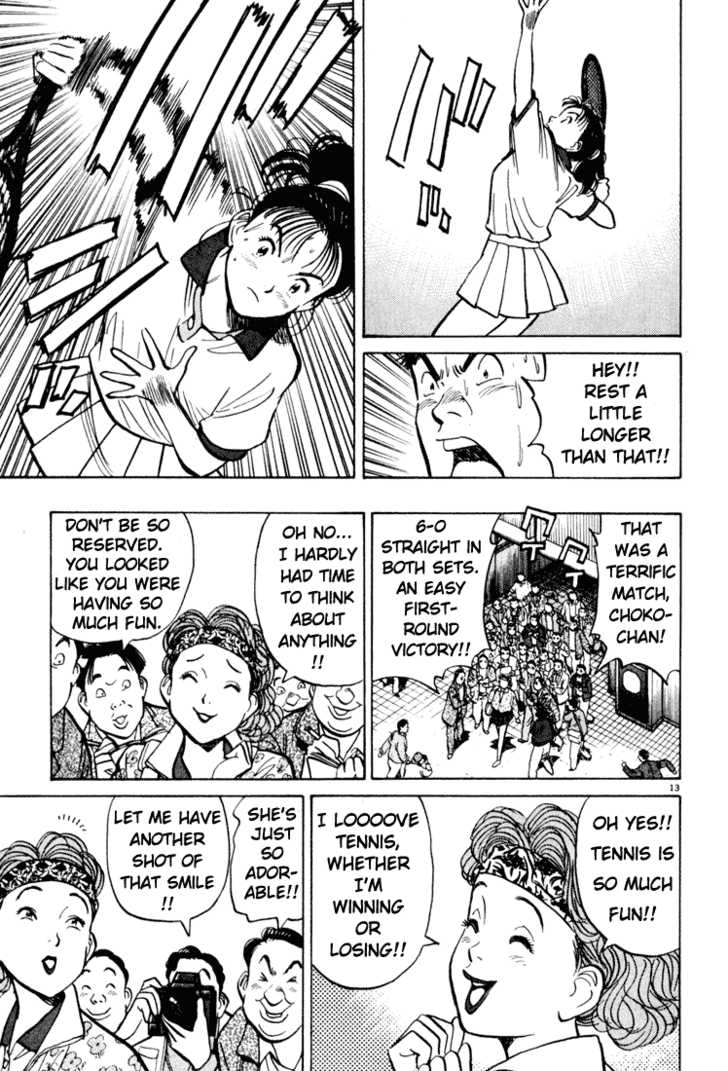 HEY!!
REST A
LITTLE
LONGER
THAN THAT!!
THAT
WAS A
TERRIFIC
MATCH,
CHOKO-
CHAN!
6-0
STRAIGHT IN
BOTH SETS.
AN EASY
FIRST-
ROUND
VICTORY!!
OH NO...
I HARDLY
HAD TIME
TO THINK
ABOUT
ANYTHING
!!
DON'T BE SO
RESERVED.
YOU LOOKED
LIKE YOU WERE
HAVING SO
MUCH FUN.
13
OH YES!!
TENNIS IS
SO MUCH
FUN!!
I LOOOOVE
TENNIS,
WHETHER
I'M
WINNING
OR
LOSING!!
SHE'S
JUST
SO
ADOR-
ABLE!!
LET ME HAVE
ANOTHER
SHOT OF
THAT SMILE
!!